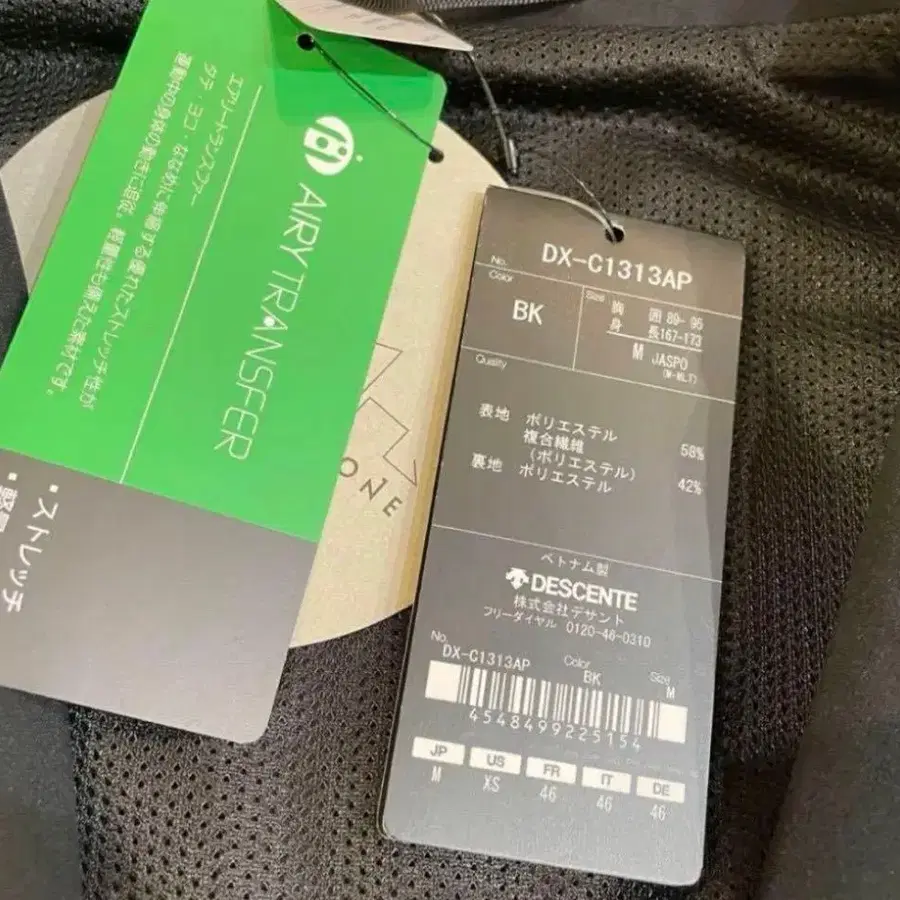 AIRYTRANSFER
エアリートランスファー
タテ、ヨコ、ななめに伸縮する優れたストレッチ性が
運動中の身体の動きに追従。軽量性も備えた素材です。
・ストレッチ
ONE
No.
DX-C1313AP
Color
BK
Size
胸 囲 89- 95
身 長167-173
M JASPO
(M-WLT)
Quality
表地 ポリエステル 58%
複合繊維
(ポリエステル) 42%
裏地 ポリエステル
ベトナム製
DESCENTE
株式会社デサント
フリーダイヤル 0120-46-0310
No. Color Size
DX-C1313AP BK M
4548499225154
JP US FR IT DE
M XS 46 46 46